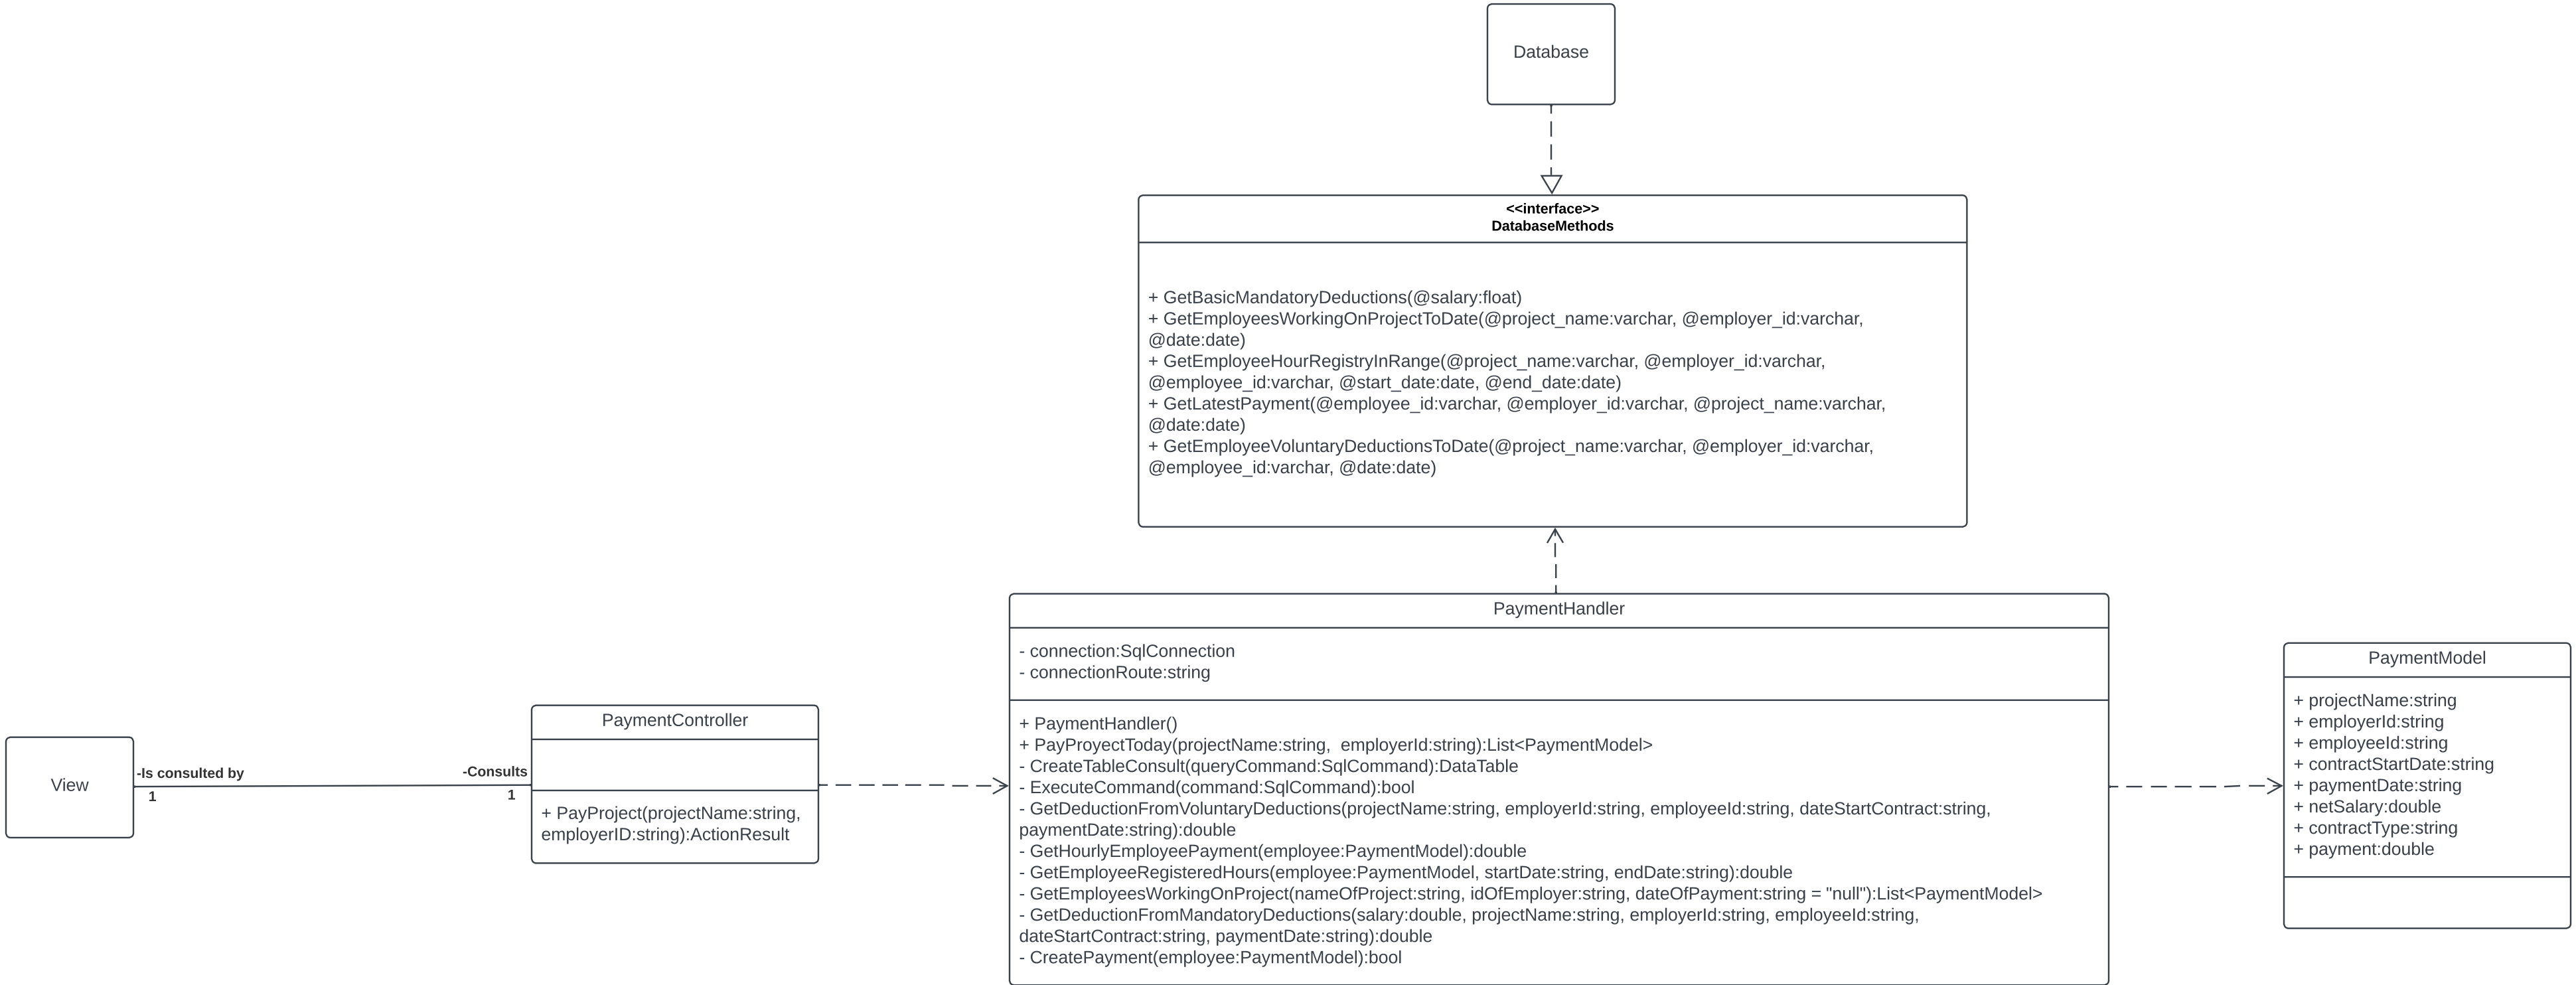 Database
<<interface>>
DatabaseMethods
+ GetBasicMandatoryDeductions(@salary:float)
+ GetEmployeesWorkingOnProjectToDate(@project_name:varchar, @employer_id:varchar,
@date:date)
+ GetEmployeeHourRegistryInRange(@project_name:varchar, @employer_id:varchar,
@employee_id:varchar, @start_date:date, @end_date:date)
+ GetLatestPayment(@employee_id:varchar, @employer_id:varchar, @project_name:varchar,
@date:date)
+ GetEmployeeVoluntaryDeductionsToDate(@project_name:varchar, @employer_id:varchar,
@employee_id:varchar, @date:date)
View
-Is consulted by
1
-Consults
1
PaymentController
+ PayProject(projectName:string,
employerID:string):ActionResult
PaymentHandler
- connection:SqlConnection
- connectionRoute:string
+ PaymentHandler()
+ PayProyectToday(projectName:string,  employerId:string):List<PaymentModel>
- CreateTableConsult(queryCommand:SqlCommand):DataTable
- ExecuteCommand(command:SqlCommand):bool
- GetDeductionFromVoluntaryDeductions(projectName:string, employerId:string, employeeId:string, dateStartContract:string,
paymentDate:string):double
- GetHourlyEmployeePayment(employee:PaymentModel):double
- GetEmployeeRegisteredHours(employee:PaymentModel, startDate:string, endDate:string):double
- GetEmployeesWorkingOnProject(nameOfProject:string, idOfEmployer:string, dateOfPayment:string = "null"):List<PaymentModel>
- GetDeductionFromMandatoryDeductions(salary:double, projectName:string, employerId:string, employeeId:string,
dateStartContract:string, paymentDate:string):double
- CreatePayment(employee:PaymentModel):bool
PaymentModel
+ projectName:string
+ employerId:string
+ employeeId:string
+ contractStartDate:string
+ paymentDate:string
+ netSalary:double
+ contractType:string
+ payment:double